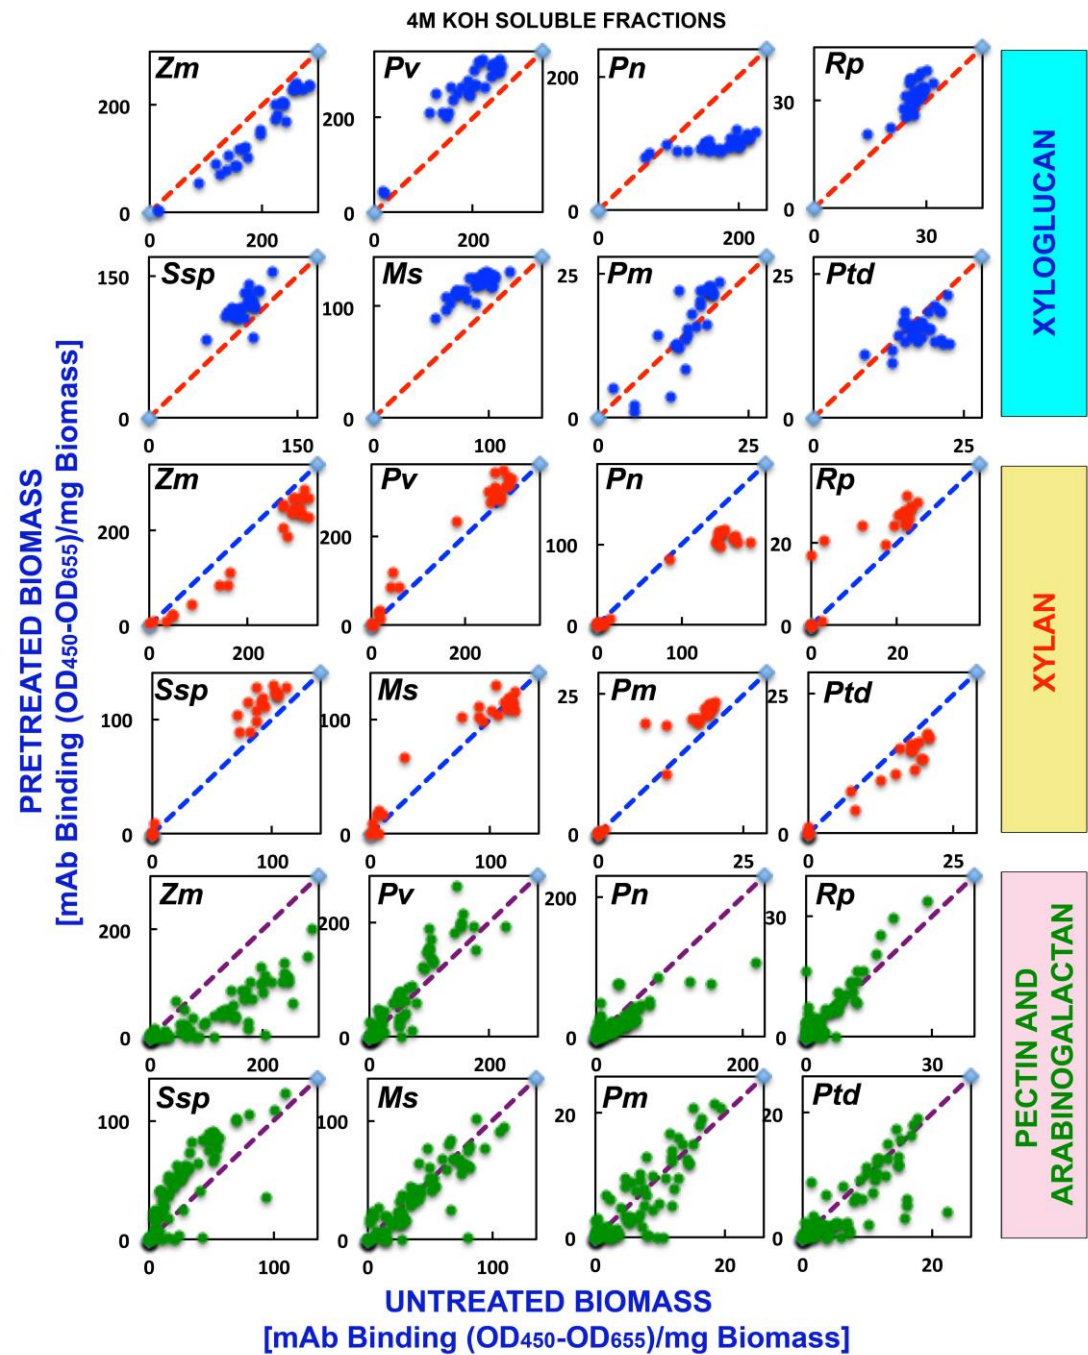 4M KOH SOLUBLE FRACTIONS
Zm
Pv
Pn
Rp
200
0
0
200
200
0
0
200
200
0
0
200
30
0
0
30
XYLOGLUCAN
Ssp
Ms
Pm
Ptd
150
0
0
150
100
0
0
100
25
0
0
25
25
0
0
25
Zm
Pv
Pn
Rp
200
0
0
200
200
0
0
200
100
0
0
100
20
0
0
20
XYLAN
Ssp
Ms
Pm
Ptd
100
0
0
100
100
0
0
100
25
0
0
25
25
0
0
25
Zm
Pv
Pn
Rp
200
0
0
200
200
0
0
200
200
0
0
200
30
0
0
30
PECTIN AND
ARABINOGALACTAN
Ssp
Ms
Pm
Ptd
100
0
0
100
100
0
0
100
20
0
0
20
20
0
0
20
PRETREATED BIOMASS
[mAb Binding (OD450-OD655)/mg Biomass]
UNTREATED BIOMASS
[mAb Binding (OD450-OD655)/mg Biomass]